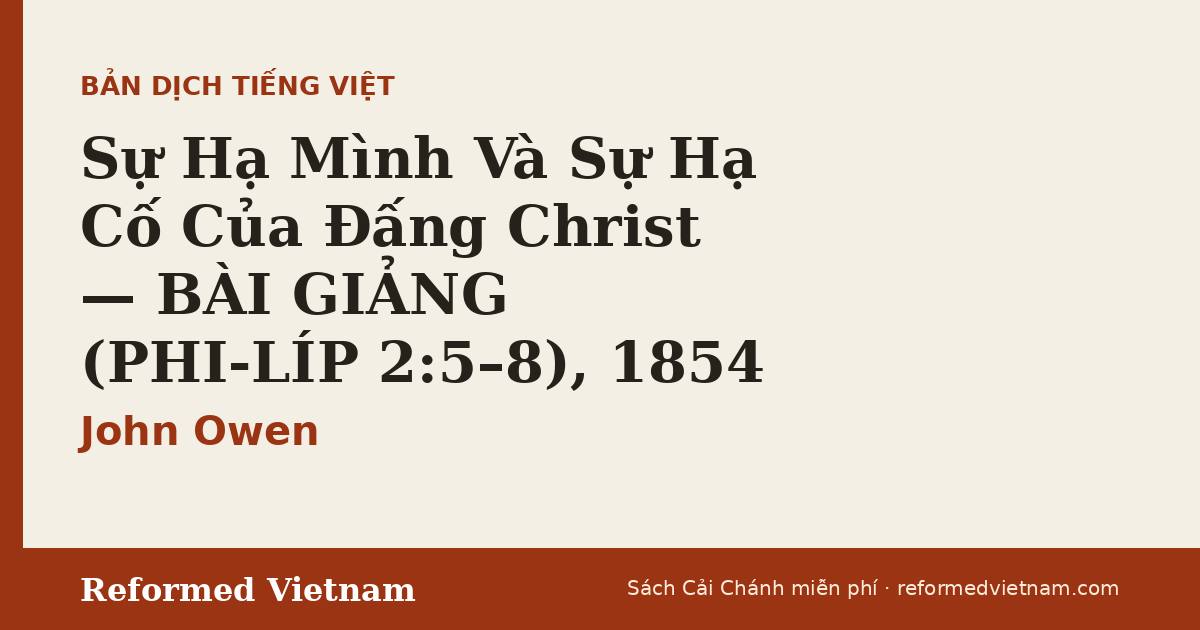 BẢN DỊCH TIẾNG VIỆT
Sự Hạ Mình Và Sự Hạ
Cố Của Đấng Christ
— BÀI GIẢNG
(PHI-LÍP 2:5–8), 1854
John Owen
Reformed Vietnam
Sách Cải Chánh miễn phí · reformedvietnam.com